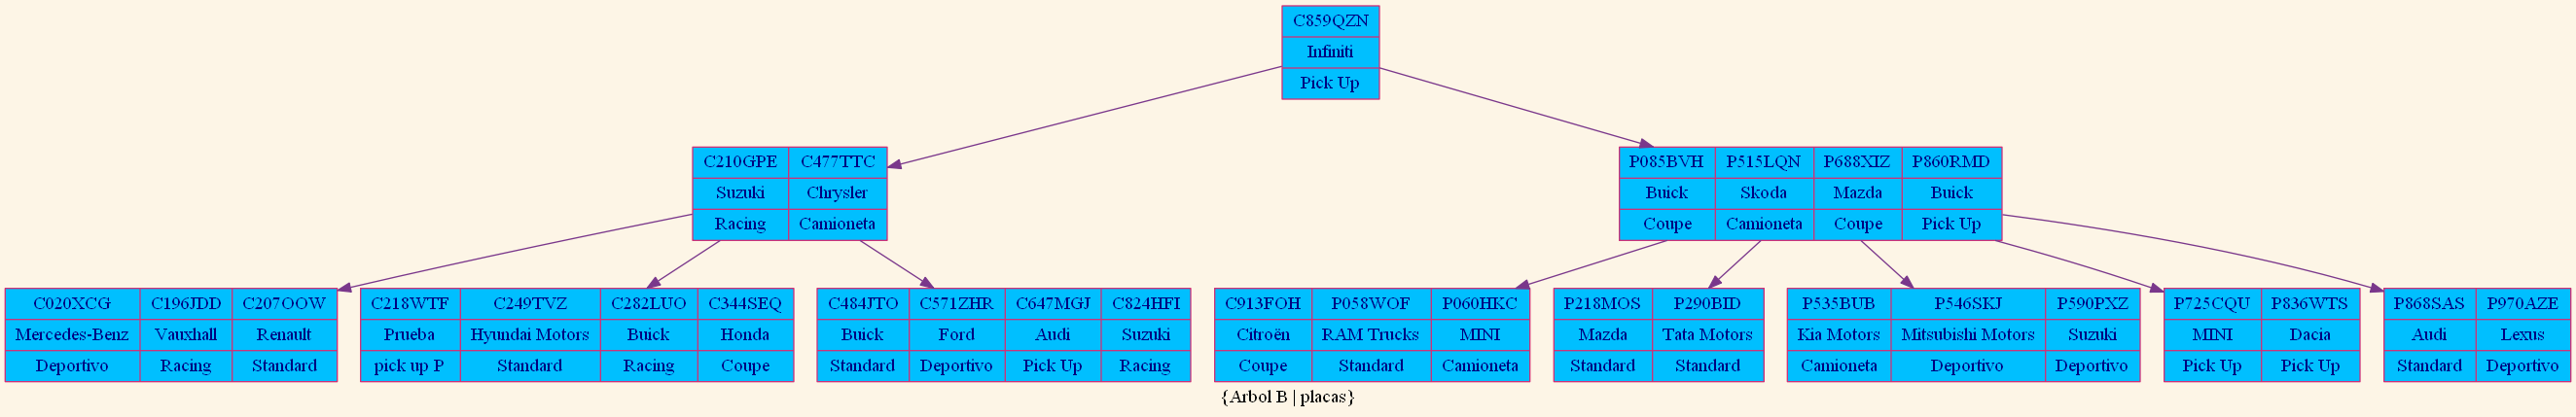 C859QZN
Infiniti
Pick Up
C210GPE C477TTC
Suzuki Chrysler
Racing Camioneta
P085BVH P515LQN P688XIZ P860RMD
Buick Skoda Mazda Buick
Coupe Camioneta Coupe Pick Up
C020XCG C196JDD C207OOW
Mercedes-Benz Vauxhall Renault
Deportivo Racing Standard
C218WTF C249TVZ C282LUO C344SEQ
Prueba Hyundai Motors Buick Honda
pick up P Standard Racing Coupe
C484JTO C571ZHR C647MGJ C824HFI
Buick Ford Audi Suzuki
Standard Deportivo Pick Up Racing
C913FOH P058WOF P060HKC
Citroën RAM Trucks MINI
Coupe Standard Camioneta
P218MOS P290BID
Mazda Tata Motors
Standard Standard
P535BUB P546SKJ P590PXZ
Kia Motors Mitsubishi Motors Suzuki
Camioneta Deportivo Deportivo
P725CQU P836WTS
MINI Dacia
Pick Up Pick Up
P868SAS P970AZE
Audi Lexus
Standard Deportivo
{Arbol B | placas}